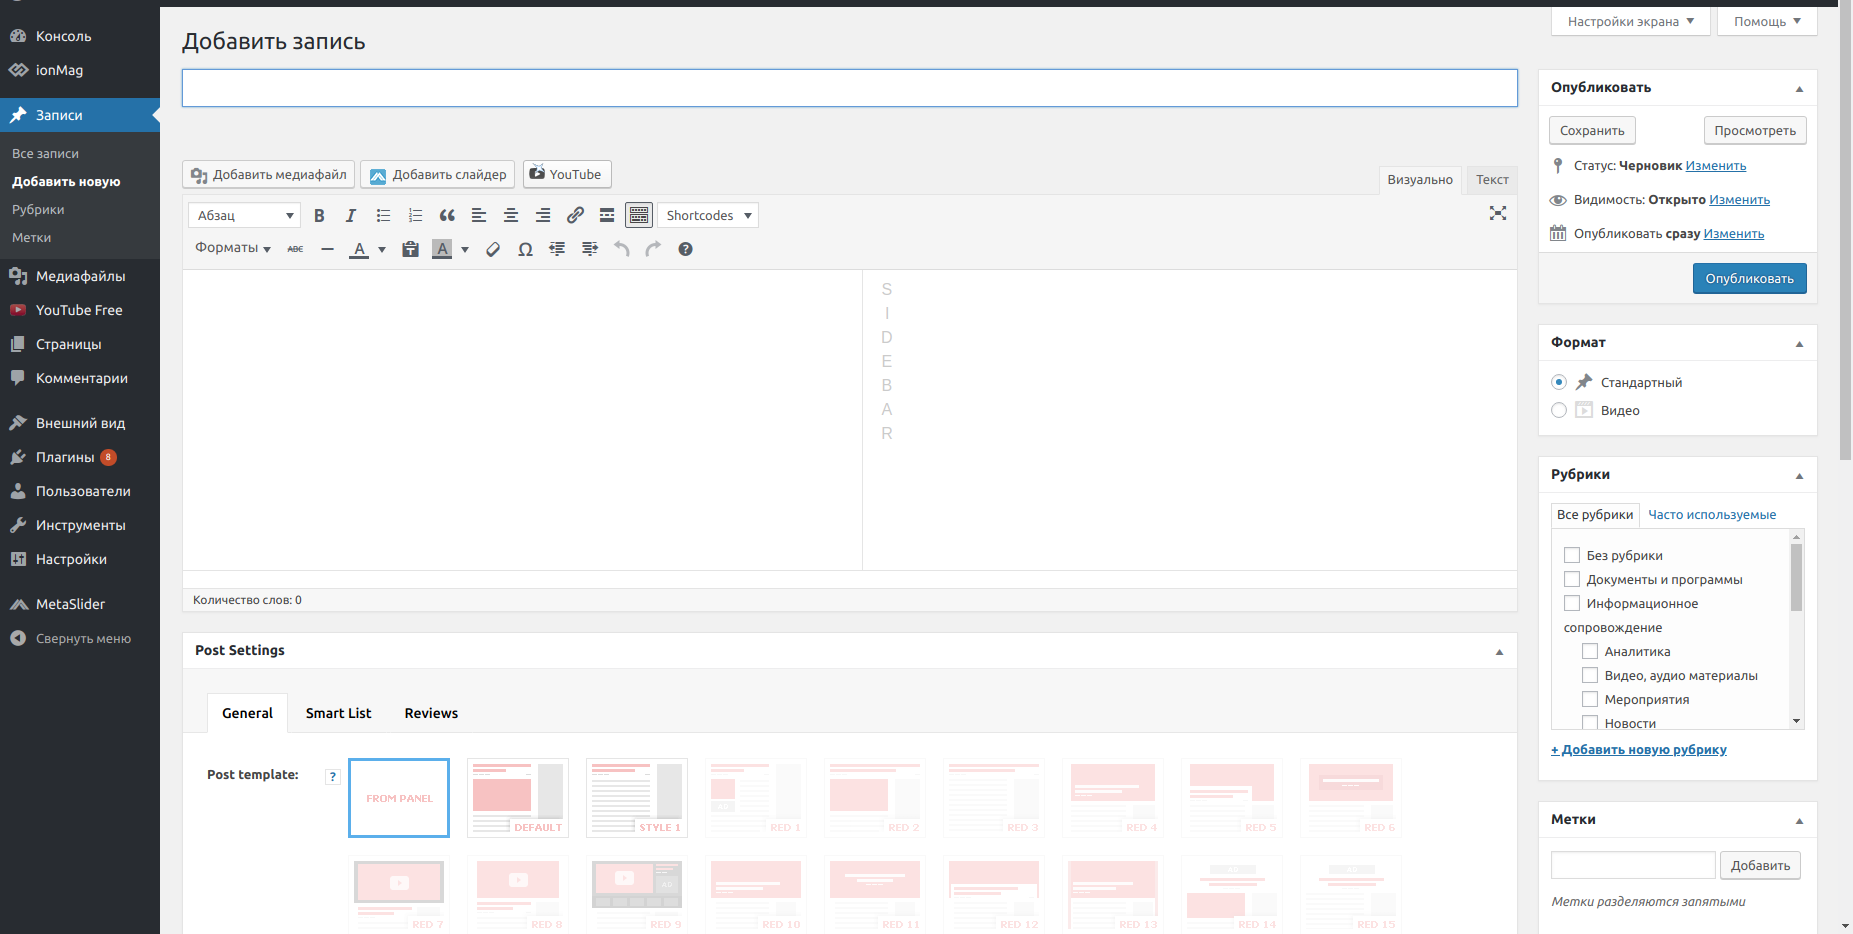 Консоль
ionMag
Записи
Все записи
Добавить новую
Рубрики
Метки
Медиафайлы
YouTube Free
Страницы
Комментарии
Внешний вид
Плагины 8
Пользователи
Инструменты
Настройки
MetaSlider
Свернуть меню
Настройки экрана
Помощь
Добавить запись
Добавить медиафайл
Добавить слайдер
YouTube
Визуально
Текст
Абзац
B
I
Shortcodes
Форматы
ABC
A
A
Ω
?
S
I
D
E
B
A
R
Количество слов: 0
Post Settings
General
Smart List
Reviews
Post template:
?
FROM PANEL
DEFAULT
STYLE 1
RED 1
RED 2
RED 3
RED 4
RED 5
RED 6
RED 7
RED 8
RED 9
RED 10
RED 11
RED 12
RED 13
RED 14
RED 15
Опубликовать
Сохранить
Просмотреть
Статус: Черновик Изменить
Видимость: Открыто Изменить
Опубликовать сразу Изменить
Опубликовать
Формат
Стандартный
Видео
Рубрики
Все рубрики
Часто используемые
Без рубрики
Документы и программы
Информационное
сопровождение
Аналитика
Видео, аудио материалы
Мероприятия
Новости
+ Добавить новую рубрику
Метки
Добавить
Метки разделяются запятыми